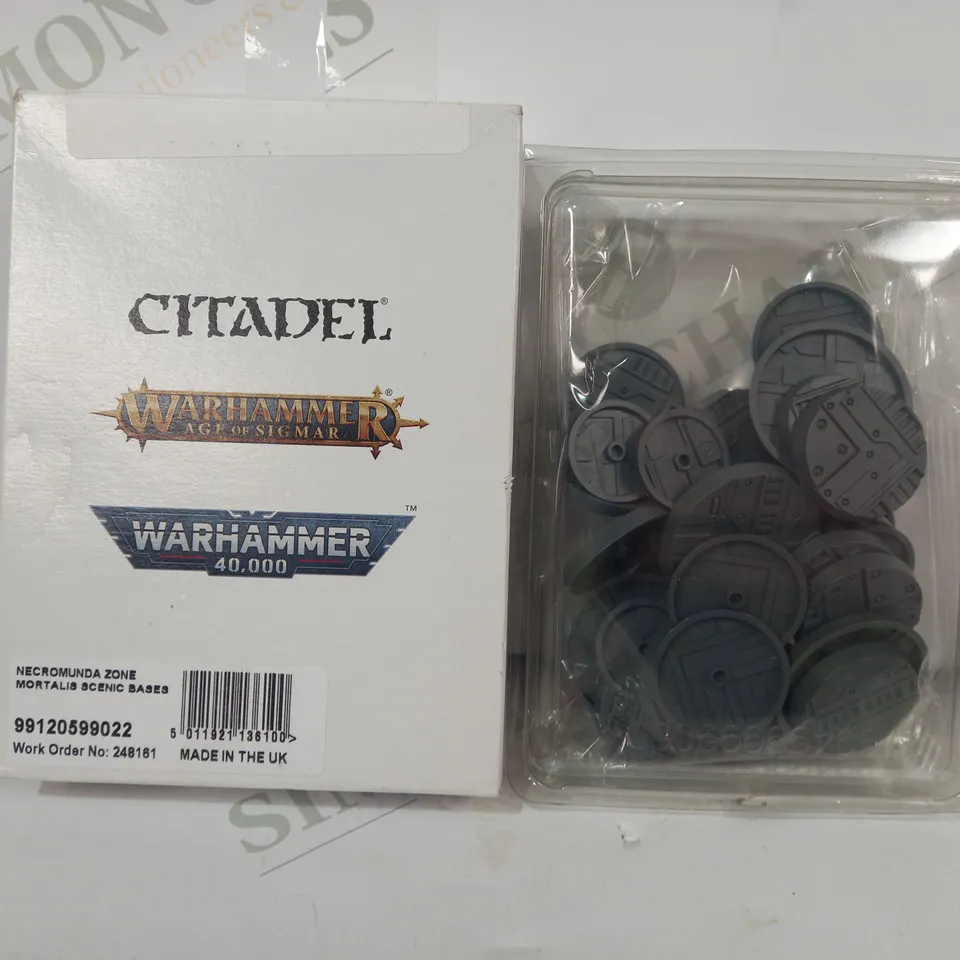 CITADEL®
WARHAMMER®
AGE OF SIGMAR
WARHAMMER™
40,000
NECROMUNDA ZONE
MORTALIS SCENIC BASES
99120599022
Work Order No: 248161
5 011921 136100>
MADE IN THE UK